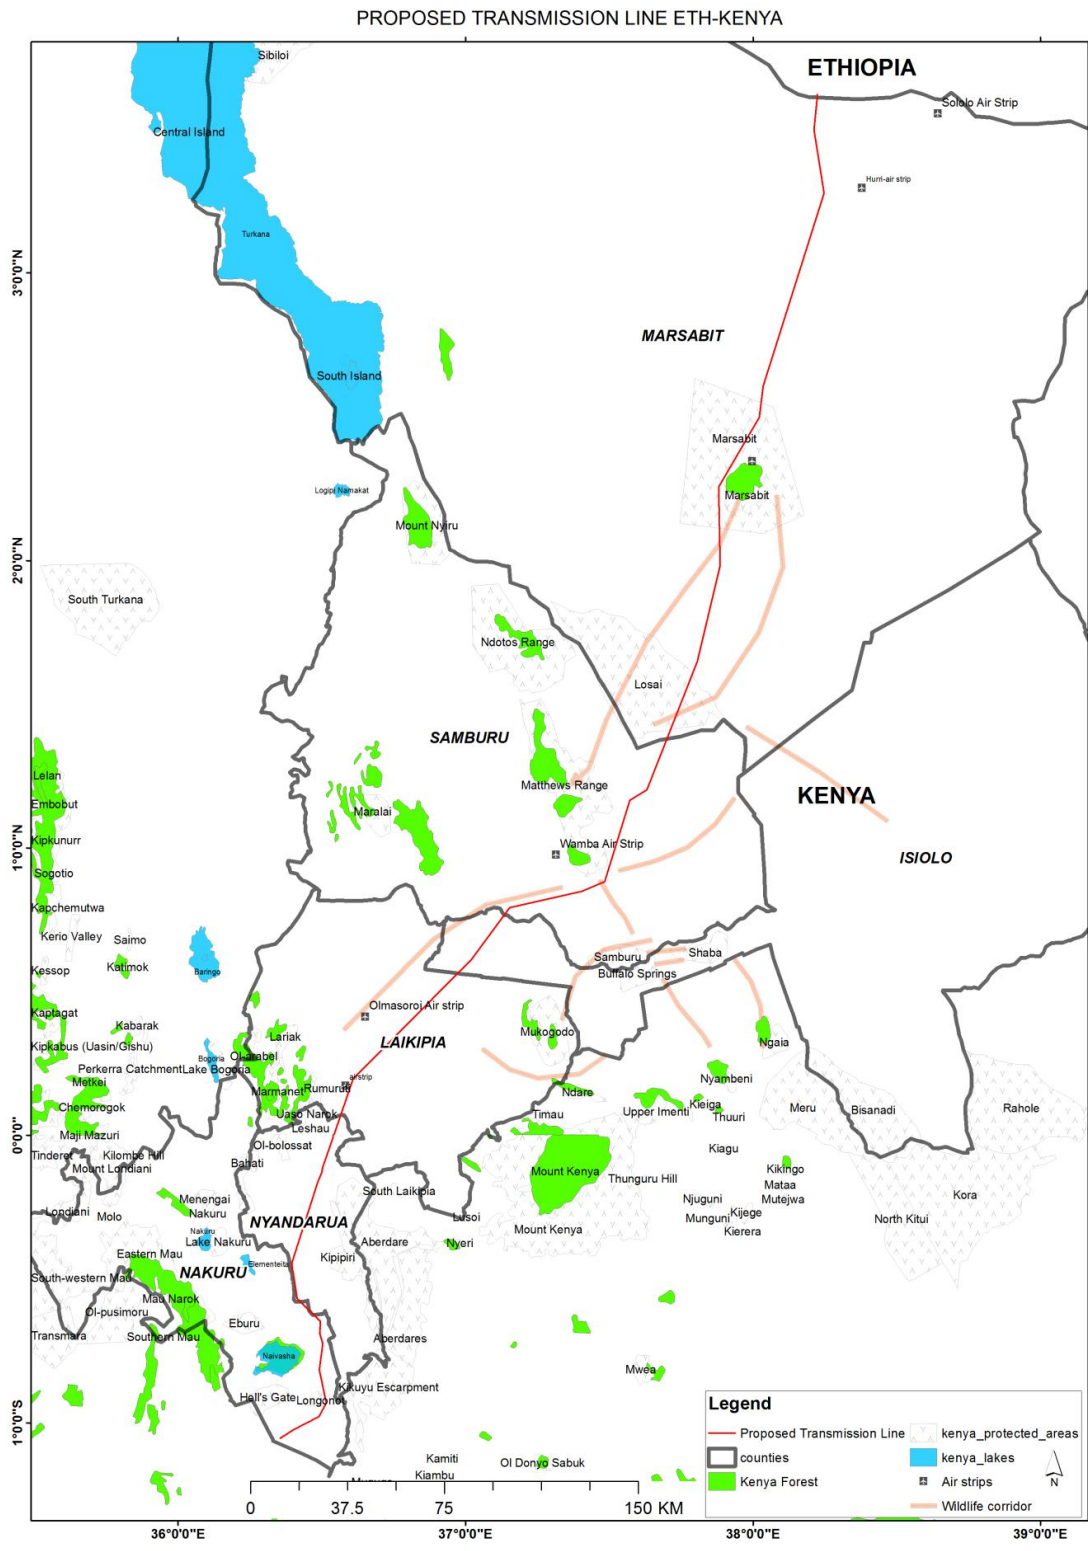 PROPOSED TRANSMISSION LINE ETH-KENYA
Sibiloi
ETHIOPIA
Sololo Air Strip
Central Island
Hurri-air strip
Turkana
3°0'0"N
MARSABIT
South Island
Marsabit
Logipi Namakat
Marsabit
Mount Nyiru
2°0'0"N
South Turkana
Ndotos Range
Losai
SAMBURU
Lelan
Matthews Range
KENYA
Embobut
Maralai
Kipkunurr
Wamba Air Strip
1°0'0"N
ISIOLO
Sogotio
Kapchemutwa
Kerio Valley
Saimo
Samburu
Shaba
Kessop
Katimok
Baringo
Buffalo Springs
Olmasoroi Air strip
Kaptagat
Kabarak
Lariak
Mukogodo
Ngaia
LAIKIPIA
Kipkabus (Uasin/Gishu)
Ol-arabel
Bogoria
Perkerra Catchment
Lake Bogoria
Metkei
airstrip
Nyambeni
Marmanet
Rumuruti
Ndare
Chemorogok
Uaso Narok
Timau
Upper Imenti
Kieiga
Meru
Bisanadi
Rahole
Thuuri
Leshau
Maji Mazuri
0°0'0"
Ol-bolossat
Kiagu
Tinderet
Kilombe Hill
Bahati
Mount Londiani
Mount Kenya
Kikingo
Thunguru Hill
Mataa
South Laikipia
Menengai
Njuguni
Mutejwa
Kora
Londiani
Molo
Nakuru
NYANDARUA
Lusoi
Munguni
Kijege
North Kitui
Nakuru
Mount Kenya
Kierera
Lake Nakuru
Aberdare
Nyeri
Eastern Mau
Elementeita
Kipipiri
NAKURU
South-western Mau
Mau Narok
Ol-pusimoru
Eburu
Transmara
Southern Mau
Aberdares
Naivasha
Mwea
Kikuyu Escarpment
Hell's Gate
Longonot
1°0'0"S
Kamiti
Ol Donyo Sabuk
Kiambu
0 37.5 75 150 KM
Legend
Proposed Transmission Line
counties
Kenya Forest
kenya_protected_areas
kenya_lakes
Air strips
Wildlife corridor
N
36°0'0"E 37°0'0"E 38°0'0"E 39°0'0"E